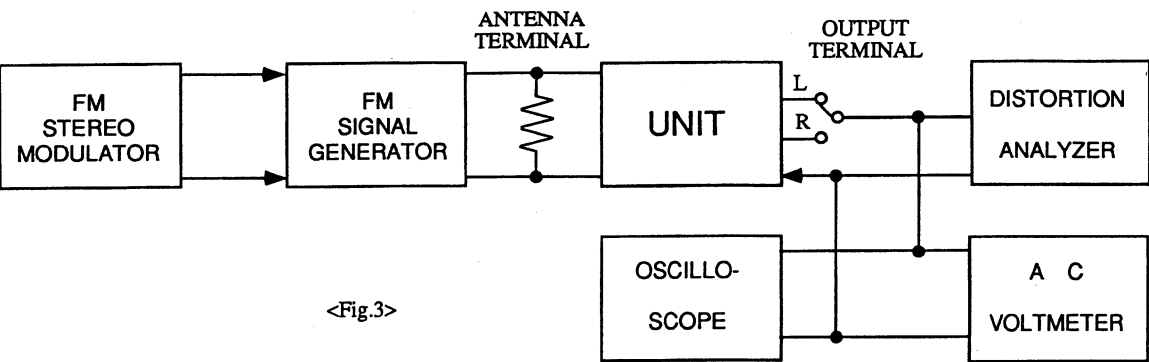 ANTENNA
TERMINAL
OUTPUT
TERMINAL
FM
STEREO
MODULATOR
FM
SIGNAL
GENERATOR
UNIT
L
R
DISTORTION
ANALYZER
OSCILLO-
SCOPE
A C
VOLTMETER
<Fig.3>